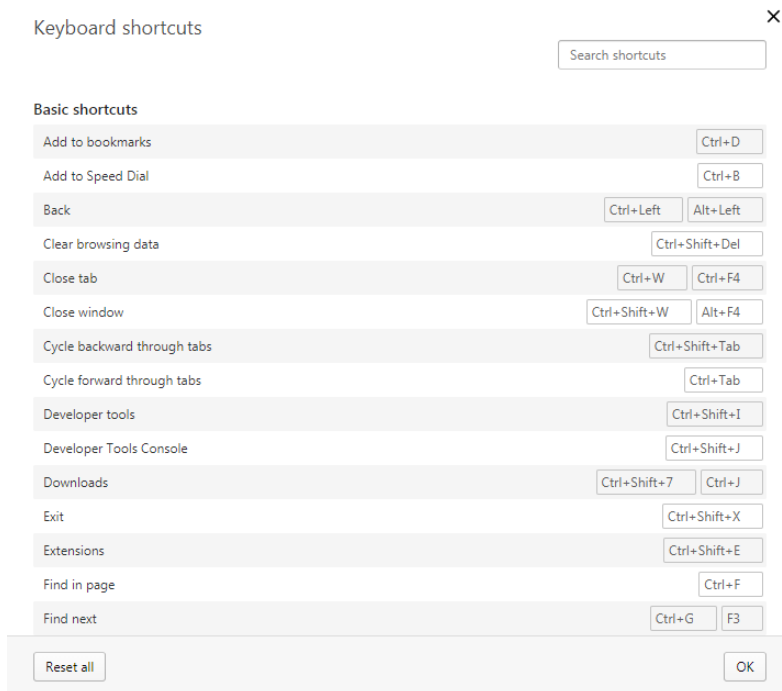 Keyboard shortcuts
Search shortcuts
Basic shortcuts
Add to bookmarks Ctrl+D
Add to Speed Dial Ctrl+B
Back Ctrl+Left Alt+Left
Clear browsing data Ctrl+Shift+Del
Close tab Ctrl+W Ctrl+F4
Close window Ctrl+Shift+W Alt+F4
Cycle backward through tabs Ctrl+Shift+Tab
Cycle forward through tabs Ctrl+Tab
Developer tools Ctrl+Shift+I
Developer Tools Console Ctrl+Shift+J
Downloads Ctrl+Shift+7 Ctrl+J
Exit Ctrl+Shift+X
Extensions Ctrl+Shift+E
Find in page Ctrl+F
Find next Ctrl+G F3
Reset all OK